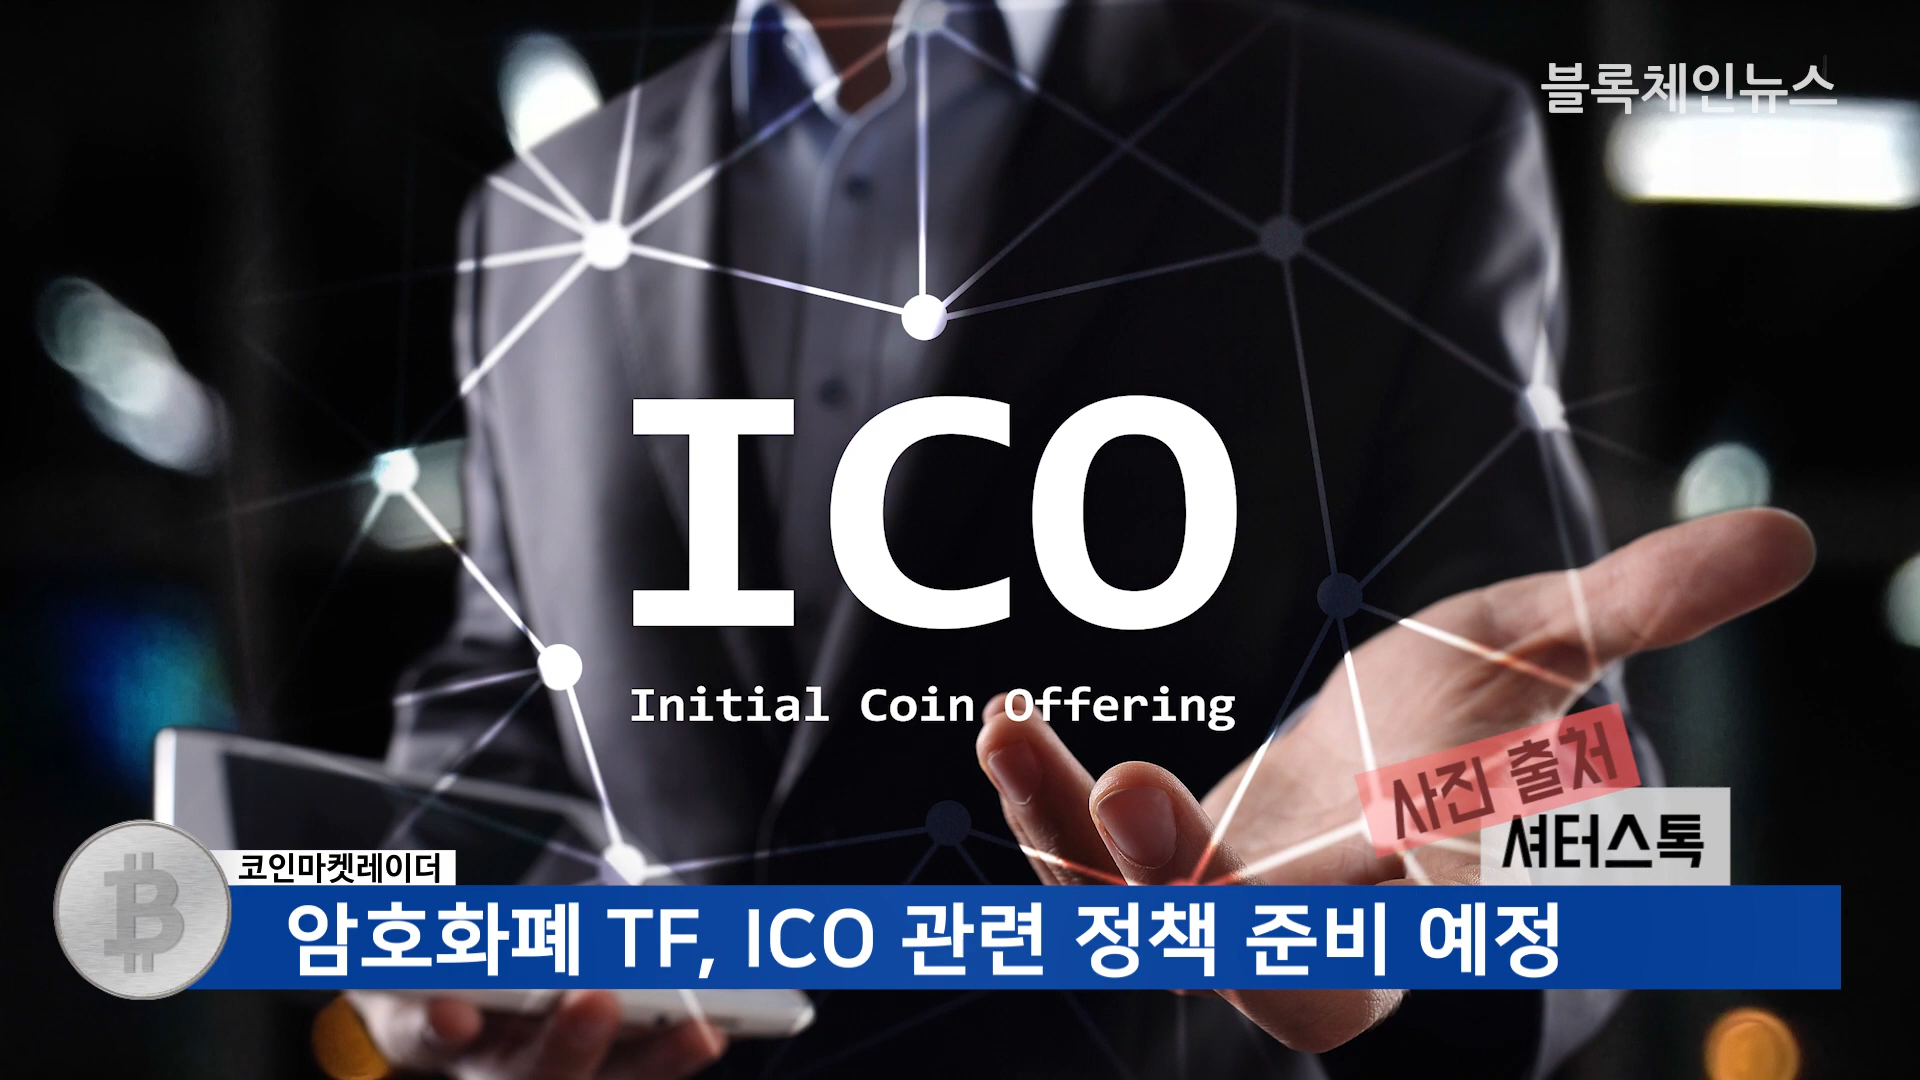 블록체인뉴스
ICO
Initial Coin Offering
사진 출처
셔터스톡
코인마켓레이더
암호화폐 TF, ICO 관련 정책 준비 예정